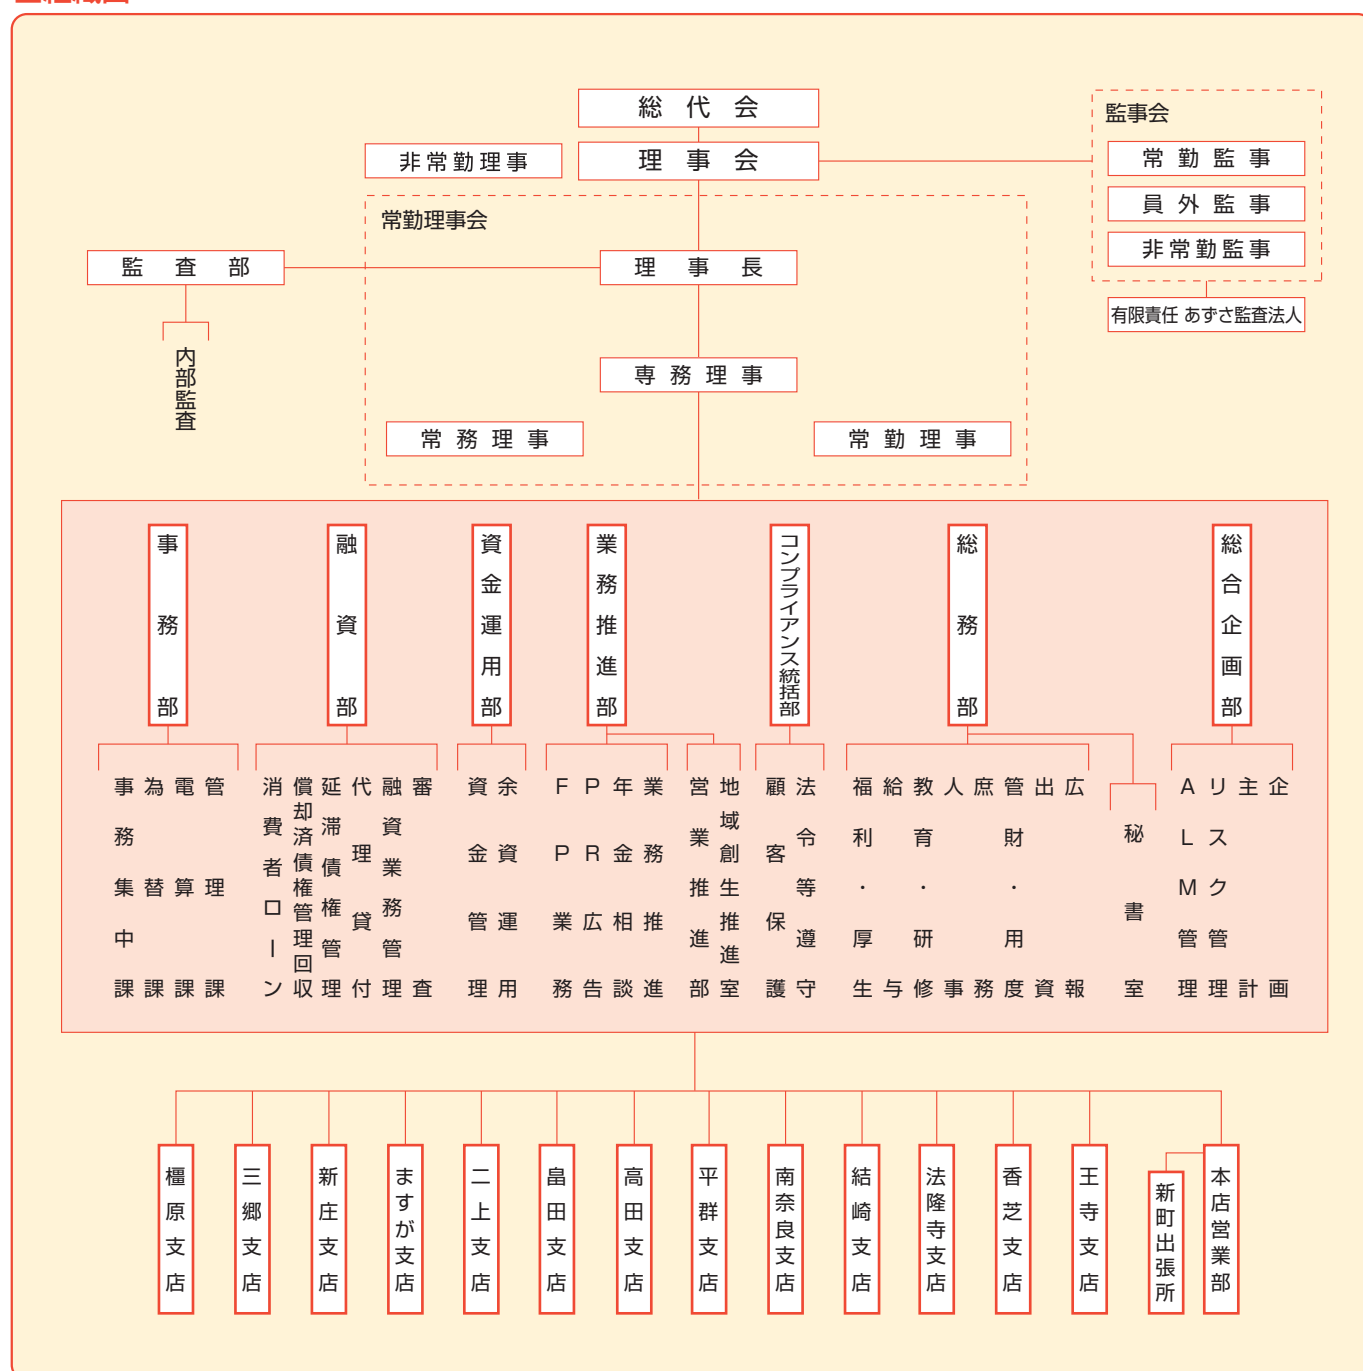 総代会
理事会
非常勤理事
監事会
常勤監事
員外監事
非常勤監事
有限責任 あずさ監査法人
常勤理事会
理事長
監査部
内部監査
専務理事
常務理事
常勤理事
総合企画部
企画
主計
リスク管理
ALM管理
総務部
秘書室
広報
出資
管財・用度
庶務
人事
教育・研修
給与
福利・厚生
コンプライアンス統括部
法令等遵守
顧客保護
業務推進部
地域創生推進室
営業推進部
業務推進
年金相談
PR広告
FP業務
資金運用部
余資運用
資金管理
融資部
審査
融資業務管理
代理貸付
延滞債権管理
償却済債権管理回収
消費者ローン
事務部
管理課
電算課
為替課
事務集中課
本店営業部
新町出張所
王寺支店
香芝支店
法隆寺支店
結崎支店
南奈良支店
平群支店
高田支店
畠田支店
二上支店
ますが支店
新庄支店
三郷支店
橿原支店